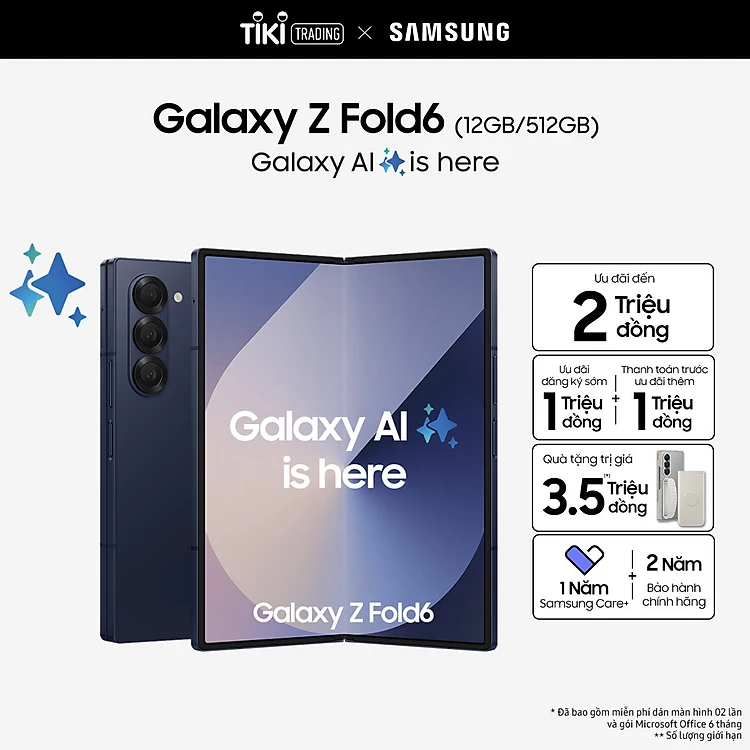 TIKI TRADING × SAMSUNG
Galaxy Z Fold6 (12GB/512GB)
Galaxy AI is here
Galaxy AI
is here
Galaxy Z Fold6
Ưu đãi đến
2 Triệu
đồng
Ưu đãi
đăng ký sớm
1 Triệu
đồng
+
Thanh toán trước
ưu đãi thêm
1 Triệu
đồng
Quà tặng trị giá
3.5 Triệu(*)
đồng
1 Năm
Samsung Care+
+
2 Năm
Bảo hành
chính hãng
* Đã bao gồm miễn phí dán màn hình 02 lần
và gói Microsoft Office 6 tháng
** Số lượng giới hạn